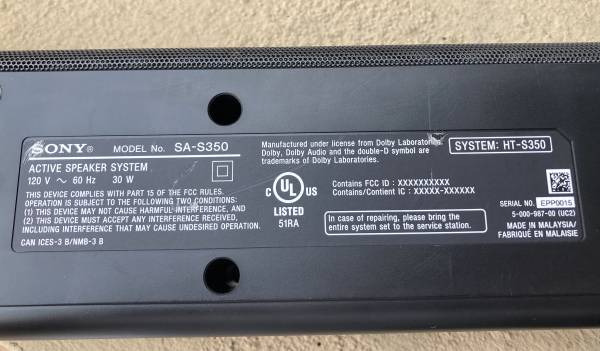 SONY® MODEL No. SA-S350
ACTIVE SPEAKER SYSTEM
120 V ~ 60 Hz 30 W
THIS DEVICE COMPLIES WITH PART 15 OF THE FCC RULES.
OPERATION IS SUBJECT TO THE FOLLOWING TWO CONDITIONS:
(1) THIS DEVICE MAY NOT CAUSE HARMFUL INTERFERENCE, AND
(2) THIS DEVICE MUST ACCEPT ANY INTERFERENCE RECEIVED,
INCLUDING INTERFERENCE THAT MAY CAUSE UNDESIRED OPERATION.
CAN ICES-3 B/NMB-3 B
Manufactured under license from Dolby Laboratories.
Dolby, Dolby Audio and the double-D symbol are
trademarks of Dolby Laboratories.
C UL® US
LISTED
51RA
Contains FCC ID : XXXXXXXXXX
Contains/Contient IC : XXXXX-XXXXXX
In case of repairing, please bring the
entire system set to the service station.
SYSTEM: HT-S350
SERIAL NO. EPP0015
5-000-987-00 (UC2)
MADE IN MALAYSIA/
FABRIQUÉ EN MALAISIE